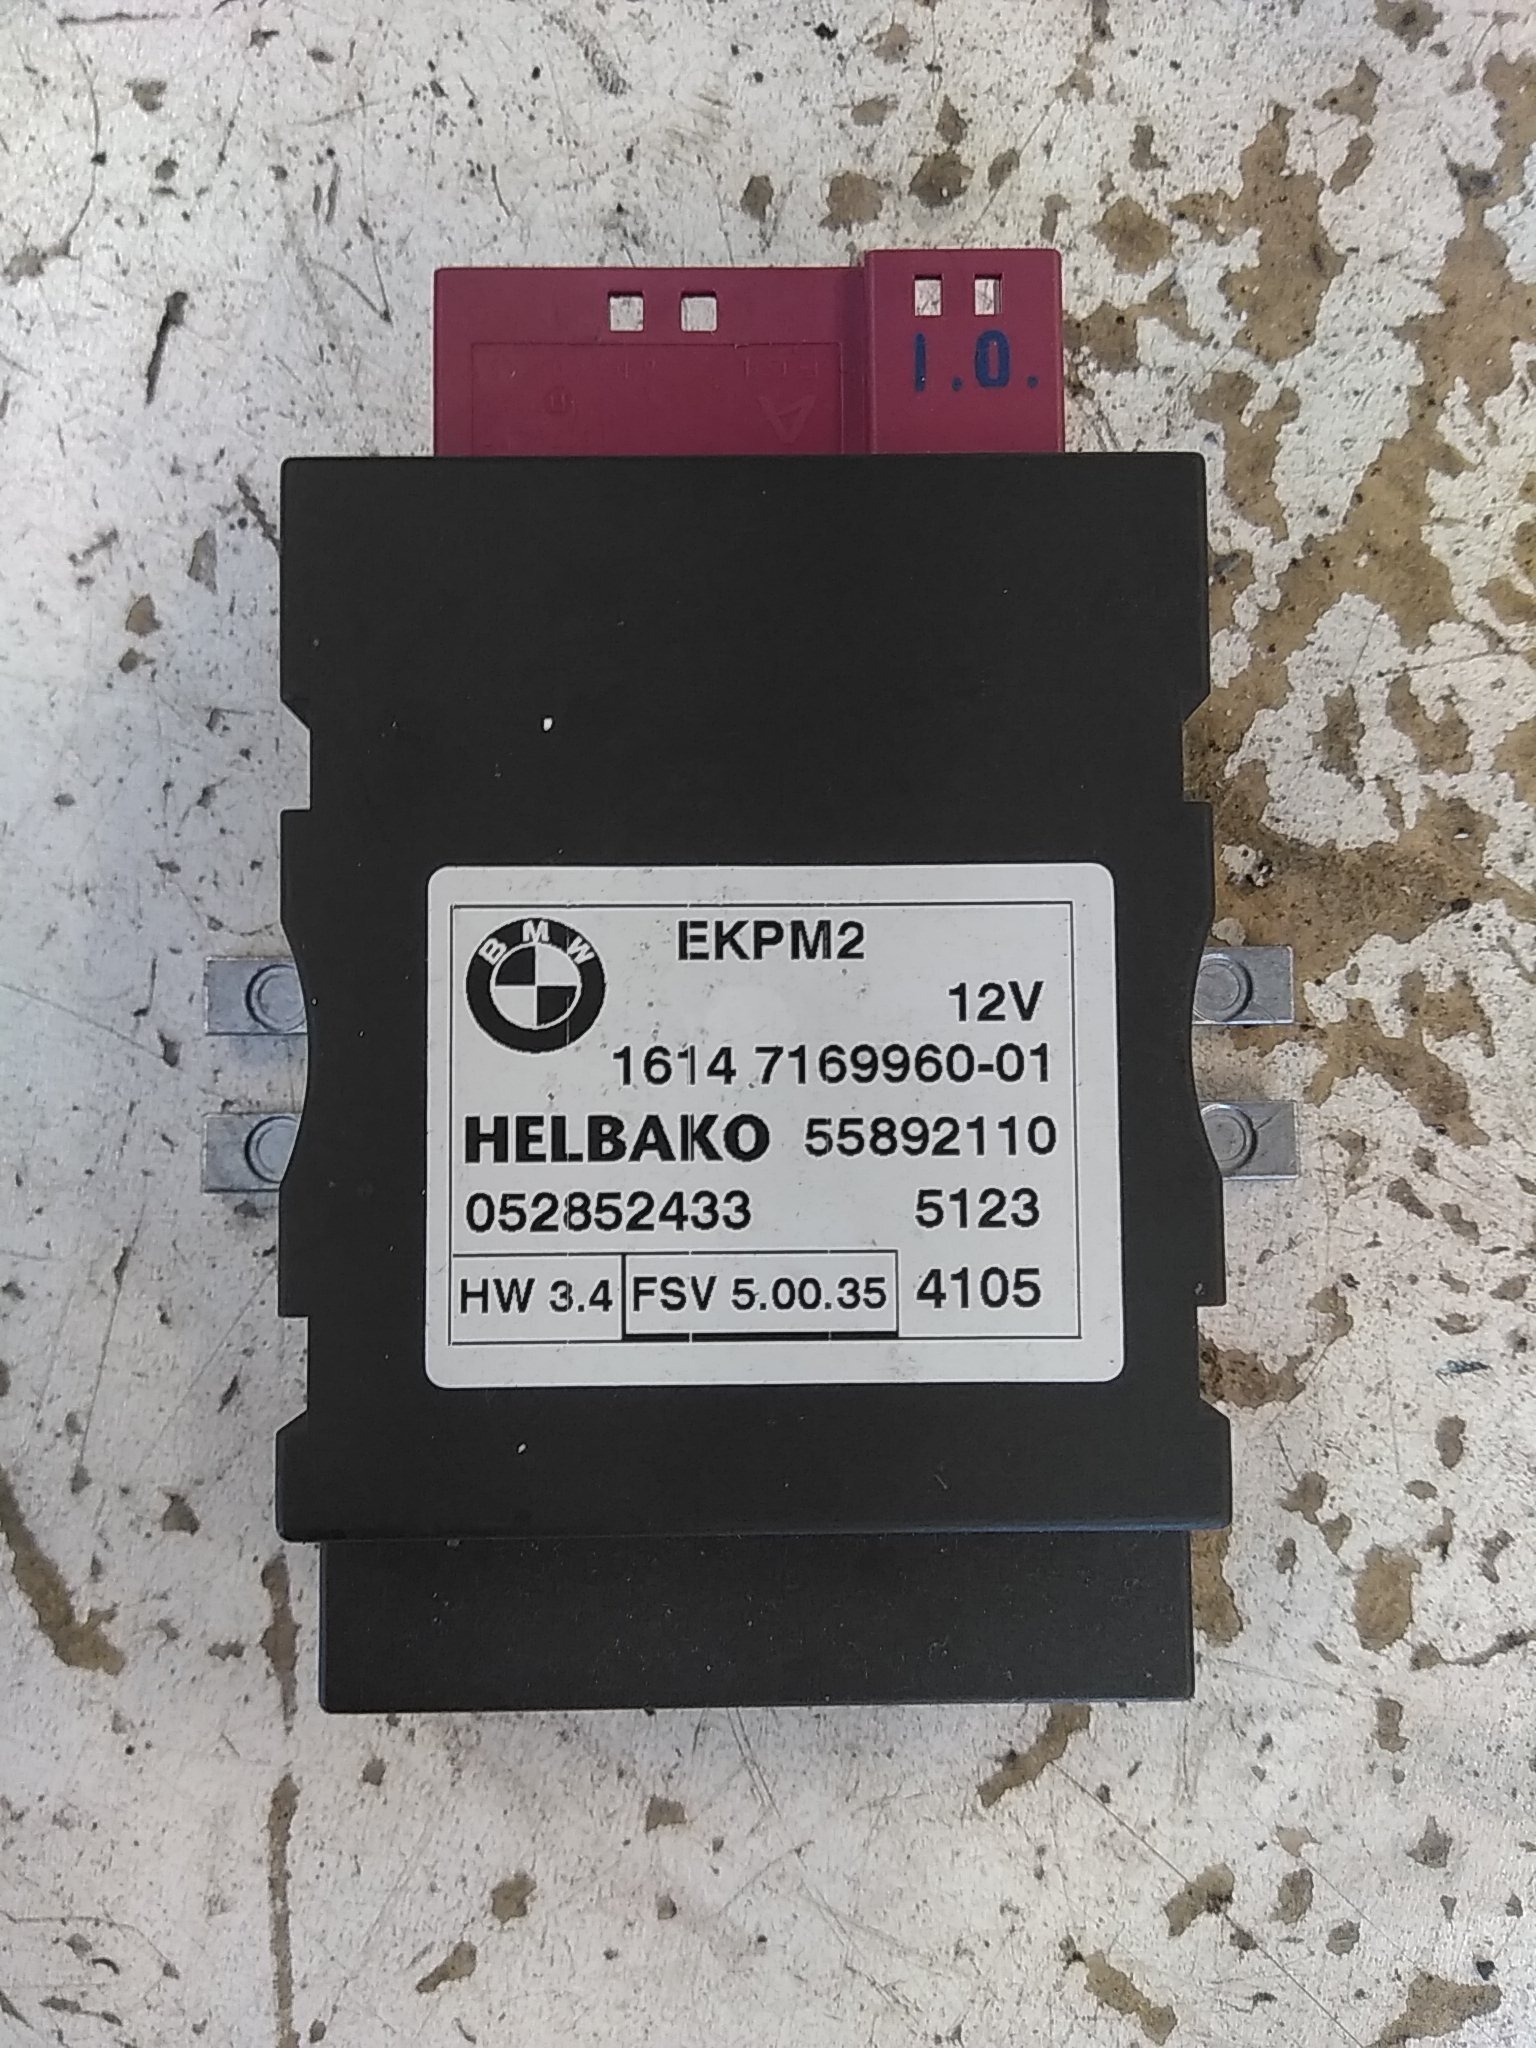 I.O.
BMW
EKPM2
12V
1614 7169960-01
HELBAKO 55892110
052852433 5123
HW 3.4 FSV 5.00.35 4105